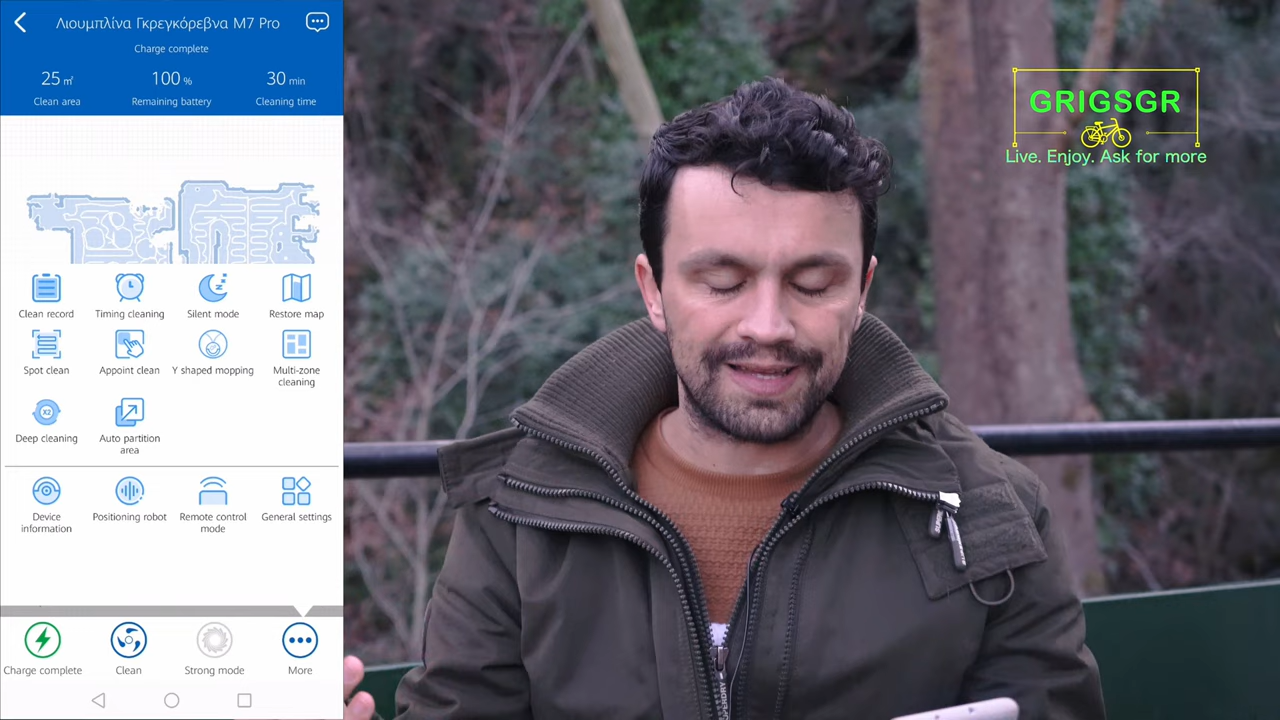 Λιουμπλίνα Γκρεγκόρεβνα M7 Pro
Charge complete
25 ㎡
100 %
30 min
Clean area
Remaining battery
Cleaning time
Clean record
Timing cleaning
Silent mode
Restore map
Spot clean
Appoint clean
Y shaped mopping
Multi-zone
cleaning
Deep cleaning
Auto partition
area
Device
information
Positioning robot
Remote control
mode
General settings
Charge complete
Clean
Strong mode
More
GRIGSGR
Live. Enjoy. Ask for more